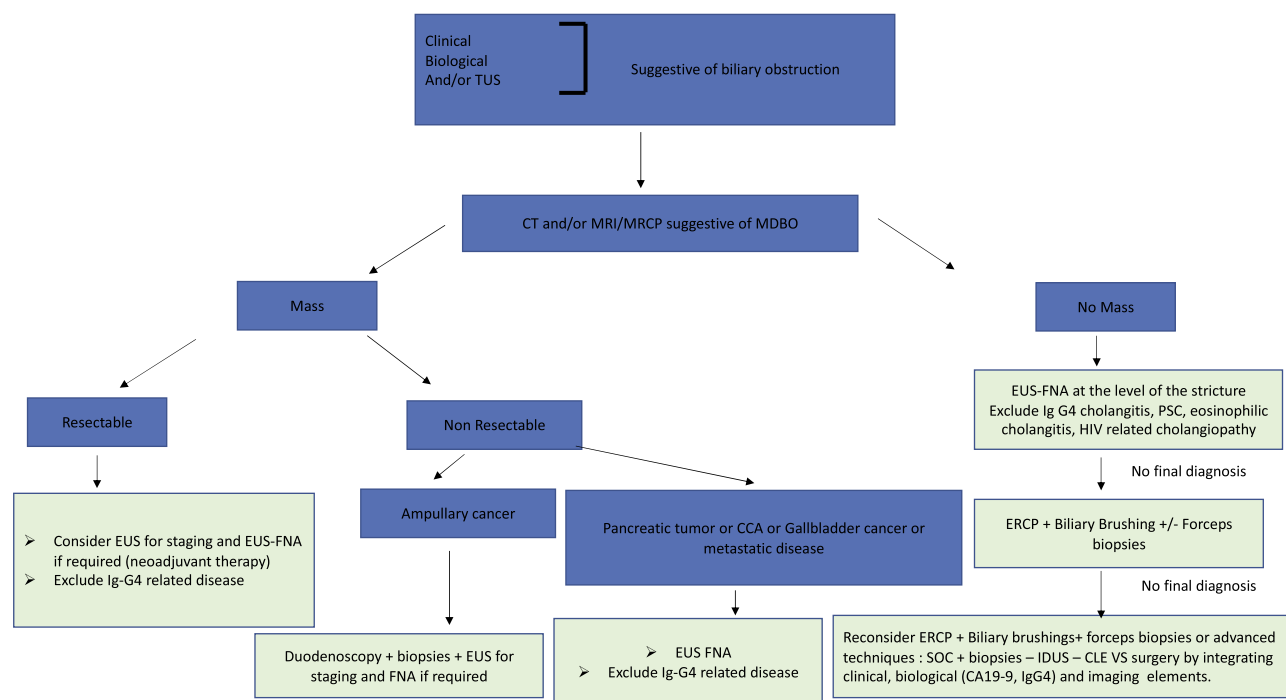 Clinical
Biological
And/or TUS
Suggestive of biliary obstruction
CT and/or MRI/MRCP suggestive of MDBO
Mass
No Mass
Resectable
Non Resectable
EUS-FNA at the level of the stricture
Exclude Ig G4 cholangitis, PSC, eosinophilic
cholangitis, HIV related cholangiopathy
No final diagnosis
Ampullary cancer
Pancreatic tumor or CCA or Gallbladder cancer or
metastatic disease
ERCP + Biliary Brushing +/- Forceps
biopsies
No final diagnosis
➢ Consider EUS for staging and EUS-FNA
if required (neoadjuvant therapy)
➢ Exclude Ig-G4 related disease
Duodenoscopy + biopsies + EUS for
staging and FNA if required
➢ EUS FNA
➢ Exclude Ig-G4 related disease
Reconsider ERCP + Biliary brushings+ forceps biopsies or advanced
techniques : SOC + biopsies – IDUS – CLE VS surgery by integrating
clinical, biological (CA19-9, IgG4) and imaging elements.